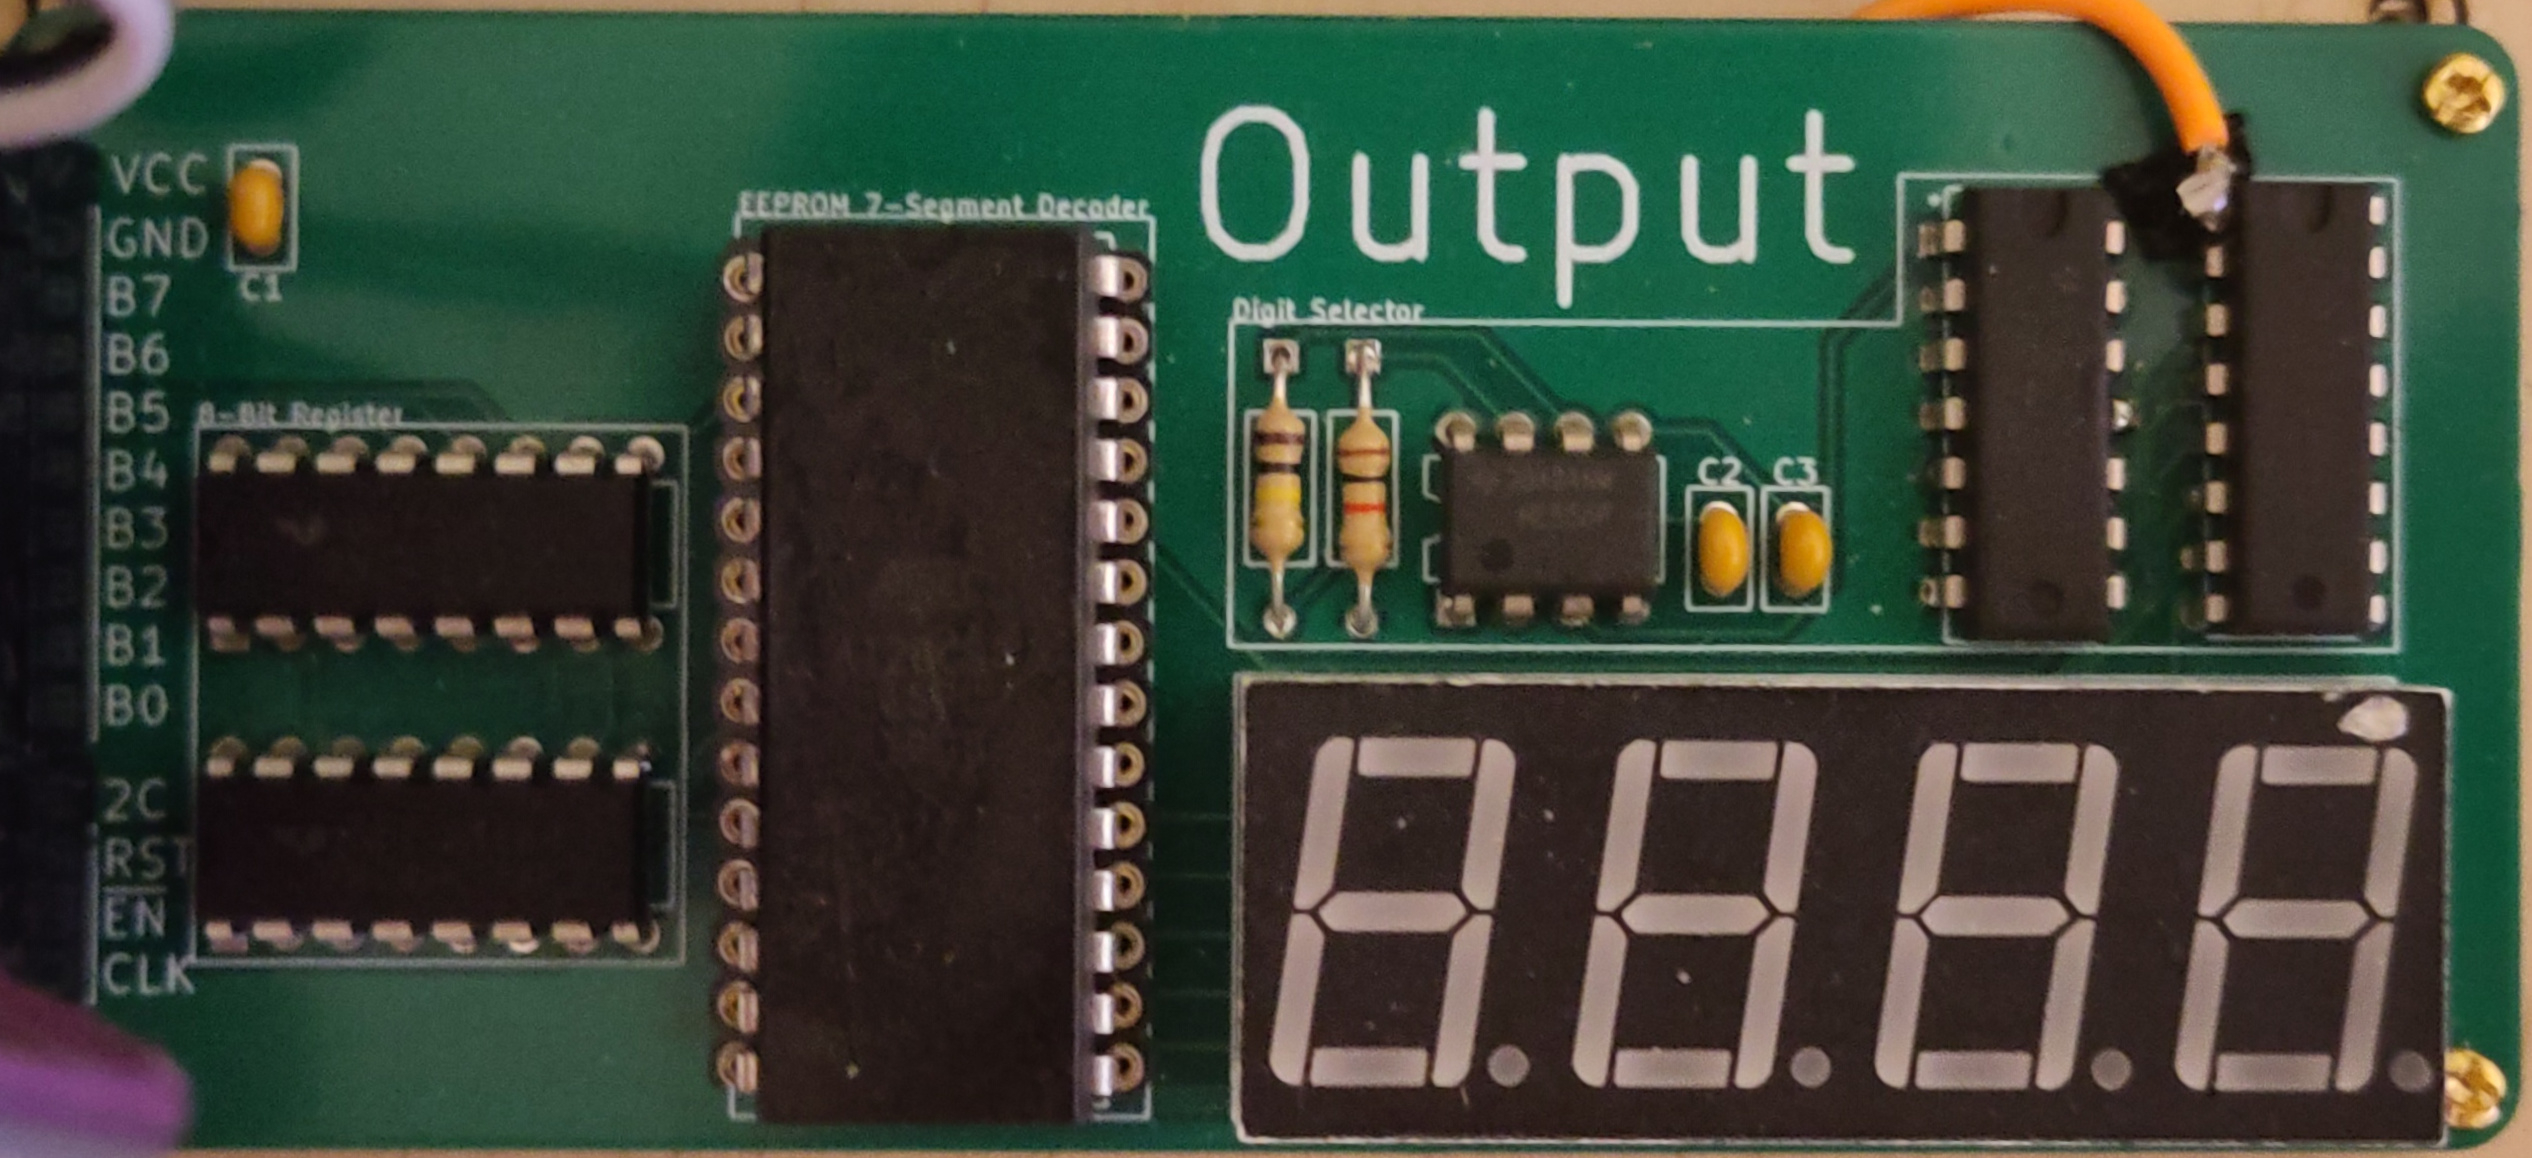 Output
VCC
GND
B7
B6
B5
B4
B3
B2
B1
B0
2C
RST
EN
CLK
C1
8-Bit Register
EEPROM 7-Segment Decoder
Digit Selector
C2
C3